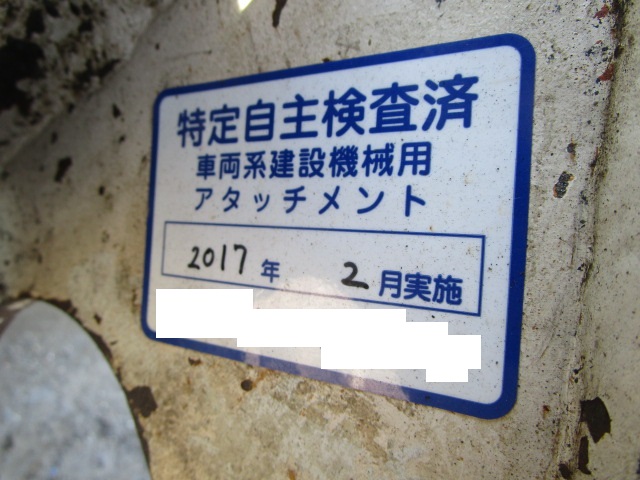 特定自主検査済
車両系建設機械用
アタッチメント
2017年 2月実施